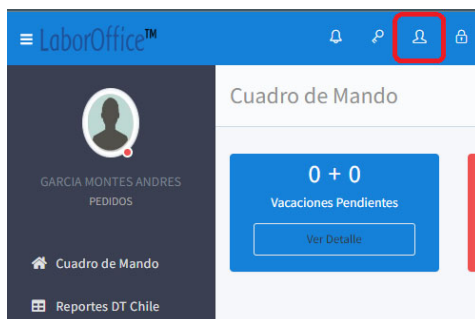 LaborOffice™
Cuadro de Mando
GARCIA MONTES ANDRES
PEDIDOS
0 + 0
Vacaciones Pendientes
Ver Detalle
Cuadro de Mando
Reportes DT Chile